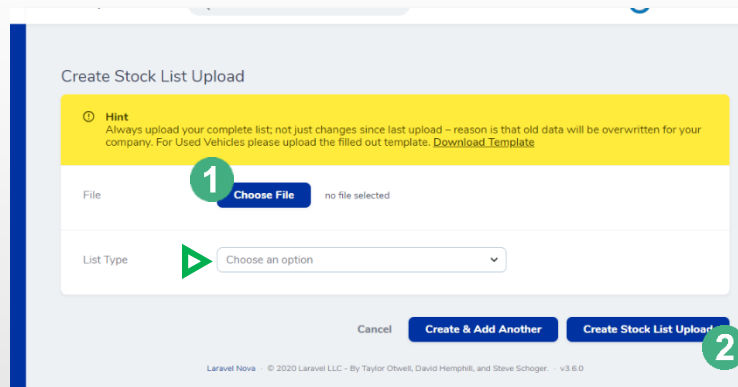 Create Stock List Upload
Hint
Always upload your complete list; not just changes since last upload – reason is that old data will be overwritten for your
company. For Used Vehicles please upload the filled out template. Download Template
1
File
Choose File
no file selected
List Type
Choose an option
Cancel
Create & Add Another
Create Stock List Upload
2
Laravel Nova · © 2020 Laravel LLC - By Taylor Otwell, David Hemphill, and Steve Schoger. · v3.6.0